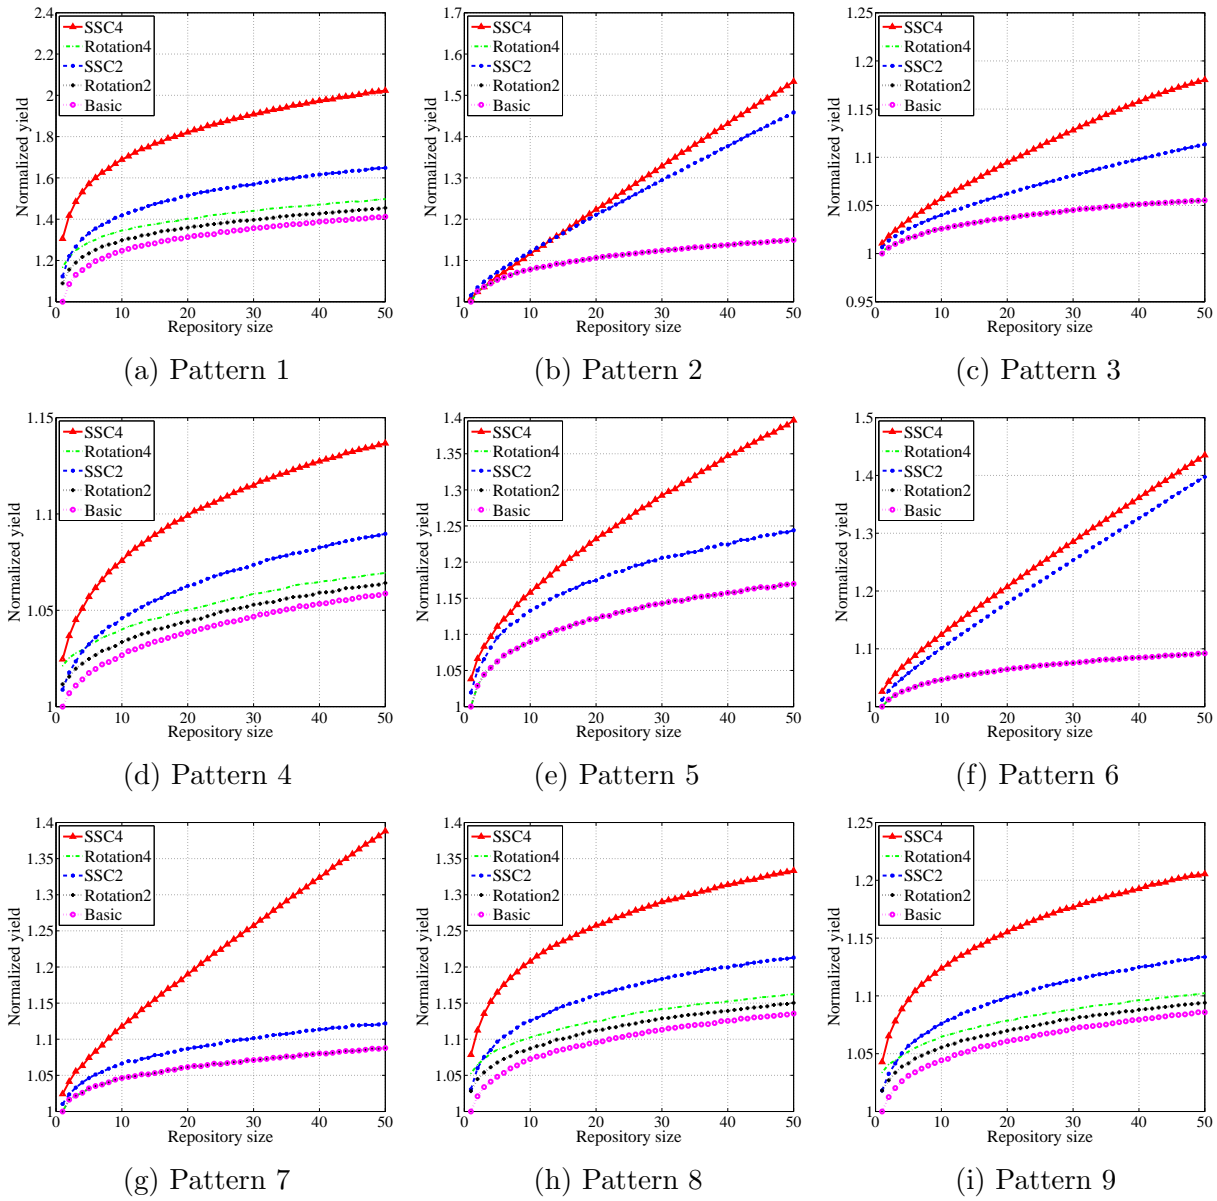 2.4
2.2
2
1.8
1.6
1.4
1.2
1
0 10 20 30 40 50
Normalized yield
Repository size
SSC4
Rotation4
SSC2
Rotation2
Basic
(a) Pattern 1
1.7
1.6
1.5
1.4
1.3
1.2
1.1
1
0 10 20 30 40 50
Normalized yield
Repository size
SSC4
Rotation4
SSC2
Rotation2
Basic
(b) Pattern 2
1.25
1.2
1.15
1.1
1.05
1
0.95
0 10 20 30 40 50
Normalized yield
Repository size
SSC4
Rotation4
SSC2
Rotation2
Basic
(c) Pattern 3
1.15
1.1
1.05
1
0 10 20 30 40 50
Normalized yield
Repository size
SSC4
Rotation4
SSC2
Rotation2
Basic
(d) Pattern 4
1.4
1.35
1.3
1.25
1.2
1.15
1.1
1.05
1
0 10 20 30 40 50
Normalized yield
Repository size
SSC4
Rotation4
SSC2
Rotation2
Basic
(e) Pattern 5
1.5
1.4
1.3
1.2
1.1
1
0 10 20 30 40 50
Normalized yield
Repository size
SSC4
Rotation4
SSC2
Rotation2
Basic
(f) Pattern 6
1.4
1.35
1.3
1.25
1.2
1.15
1.1
1.05
1
0 10 20 30 40 50
Normalized yield
Repository size
SSC4
Rotation4
SSC2
Rotation2
Basic
(g) Pattern 7
1.4
1.35
1.3
1.25
1.2
1.15
1.1
1.05
1
0 10 20 30 40 50
Normalized yield
Repository size
SSC4
Rotation4
SSC2
Rotation2
Basic
(h) Pattern 8
1.25
1.2
1.15
1.1
1.05
1
0 10 20 30 40 50
Normalized yield
Repository size
SSC4
Rotation4
SSC2
Rotation2
Basic
(i) Pattern 9